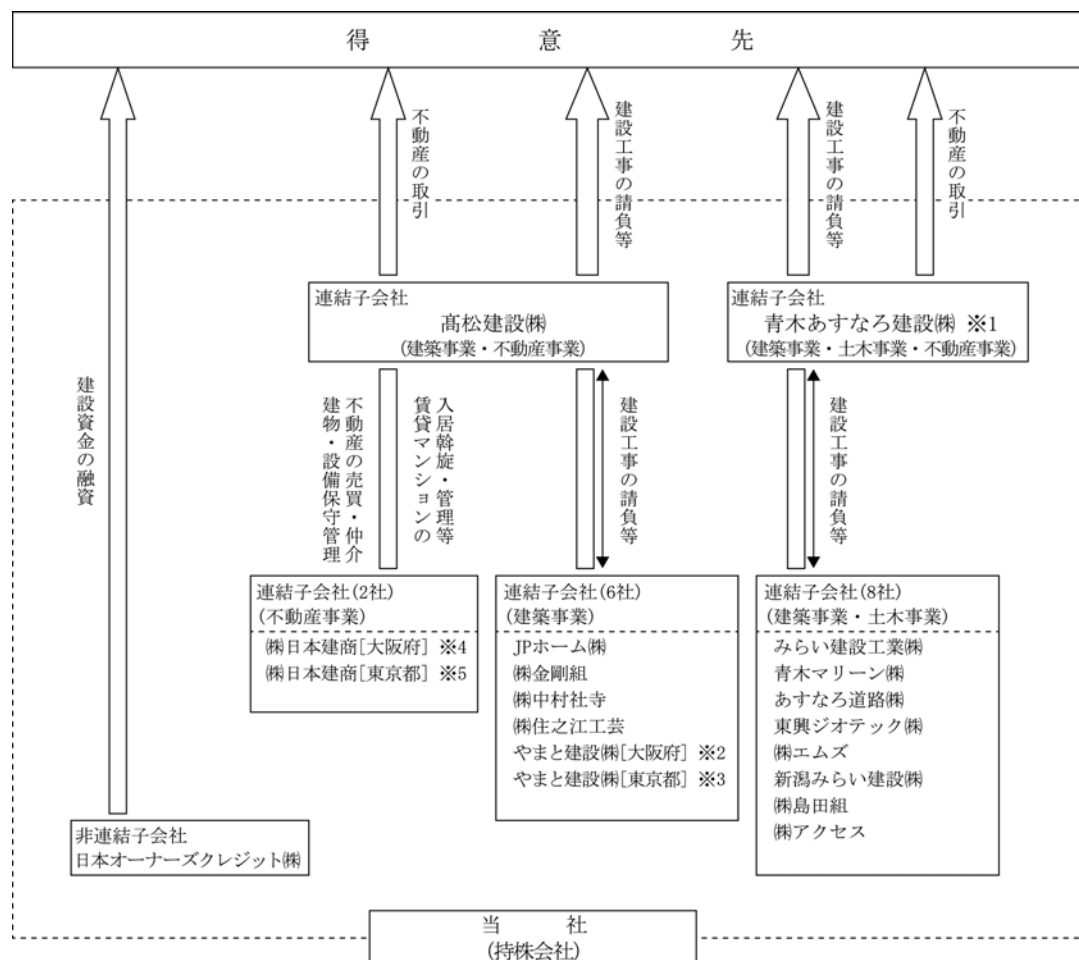 得意先
不動産の取引
建設工事の請負等
建設工事の請負等
不動産の取引
連結子会社
髙松建設㈱
(建築事業・不動産事業)
連結子会社
青木あすなろ建設㈱ ※1
(建築事業・土木事業・不動産事業)
建設資金の融資
入居斡旋・管理等
賃貸マンションの
不動産の売買・仲介
建物・設備保守管理
建設工事の請負等
建設工事の請負等
連結子会社(2社)
(不動産事業)
㈱日本建商[大阪府] ※4
㈱日本建商[東京都] ※5
連結子会社(6社)
(建築事業)
JPホーム㈱
㈱金剛組
㈱中村社寺
㈱住之江工芸
やまと建設㈱[大阪府] ※2
やまと建設㈱[東京都] ※3
連結子会社(8社)
(建築事業・土木事業)
みらい建設工業㈱
青木マリーン㈱
あすなろ道路㈱
東興ジオテック㈱
㈱エムズ
新潟みらい建設㈱
㈱島田組
㈱アクセス
非連結子会社
日本オーナーズクレジット㈱
当社
(持株会社)